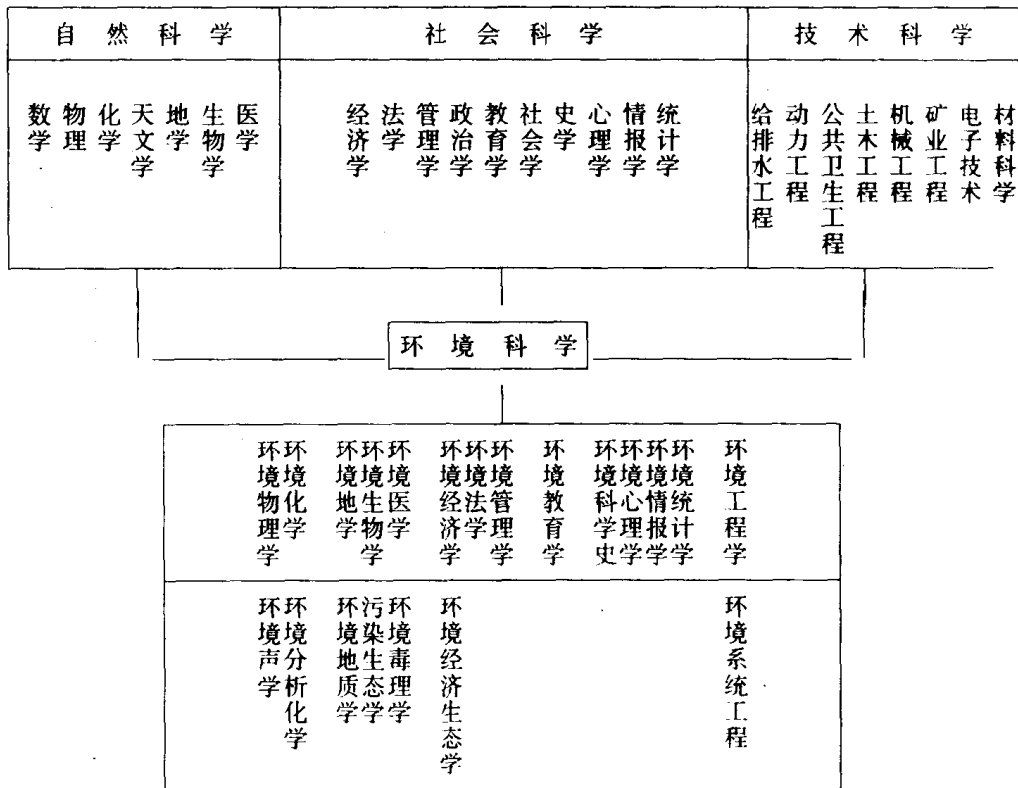 自然科学
社会科学
技术科学
数学
物理
化学
天文学
地学
生物学
医学
经济学
法学
管理学
政治学
教育学
社会学
史学
心理学
情报学
统计学
给排水工程
动力工程
公共卫生工程
土木工程
机械工程
矿业工程
电子技术
材料科学
环境科学
环境物理学
环境化学
环境地学
环境生物学
环境医学
环境经济学
环境法学
环境管理学
环境教育学
环境科学史
环境心理学
环境情报学
环境统计学
环境工程学
环境声学
环境分析化学
环境地质学
污染生态学
环境毒理学
环境经济生态学
环境系统工程